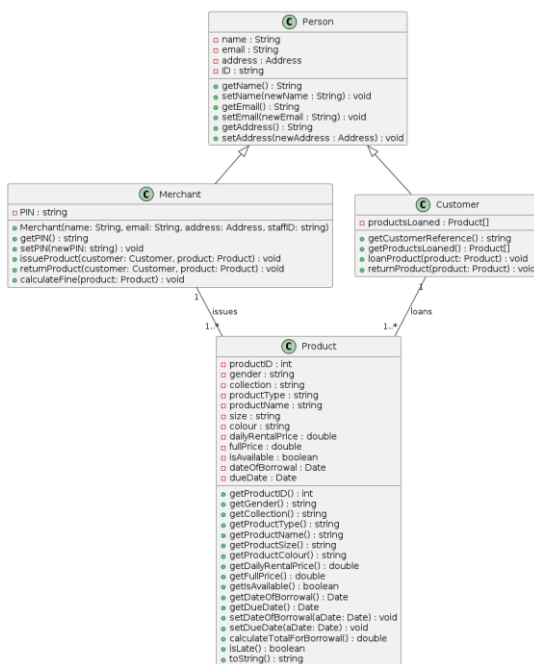 C Person
name : String
email : String
address : Address
ID : string
getName() : String
setName(newName : String) : void
getEmail() : String
setEmail(newEmail : String) : void
getAddress() : String
setAddress(newAddress : Address) : void
C Merchant
PIN : string
Merchant(name: String, email: String, address: Address, staffID: string)
getPIN() : string
setPIN(newPIN: string) : void
issueProduct(customer: Customer, product: Product) : void
returnProduct(customer: Customer, product: Product) : void
calculateFine(product: Product) : void
C Customer
productsLoaned : Product[]
getCustomerReference() : string
getProductsLoaned() : Product[]
loanProduct(product: Product) : void
returnProduct(product: Product) : void
1
issues
1..*
1
loans
1..*
C Product
productID : int
gender : string
collection : string
productType : string
productName : string
size : string
colour : string
dailyRentalPrice : double
fullPrice : double
isAvailable : boolean
dateOfBorrowal : Date
dueDate : Date
getProductID() : int
getGender() : string
getCollection() : string
getProductType() : string
getProductName() : string
getProductSize() : string
getProductColour() : string
getDailyRentalPrice() : double
getFullPrice() : double
getIsAvailable() : boolean
getDateOfBorrowal() : Date
getDueDate() : Date
setDateOfBorrowal(aDate: Date) : void
setDueDate(aDate: Date) : void
calculateTotalForBorrowal() : double
isLate() : boolean
toString() : string